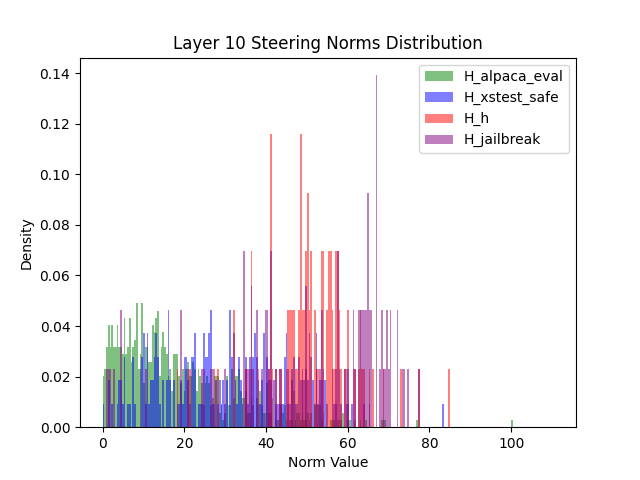 Layer 10 Steering Norms Distribution
H_alpaca_eval
H_xstest_safe
H_h
H_jailbreak
0.14
0.12
0.10
0.08
0.06
0.04
0.02
0.00
Density
0 20 40 60 80 100
Norm Value